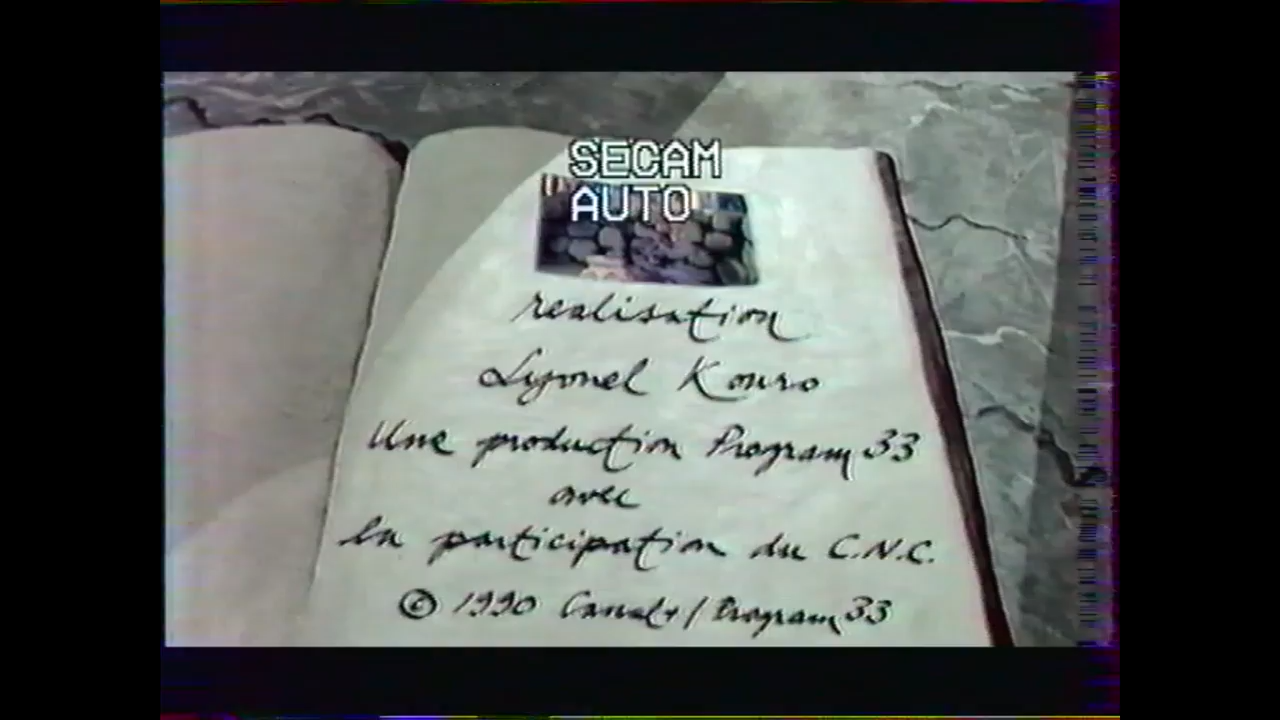 SECAM
AUTO
realisation
Lyonel Kouro
Une production Program 33
avec
la participation du C.N.C.
© 1990 Canal+/Program 33